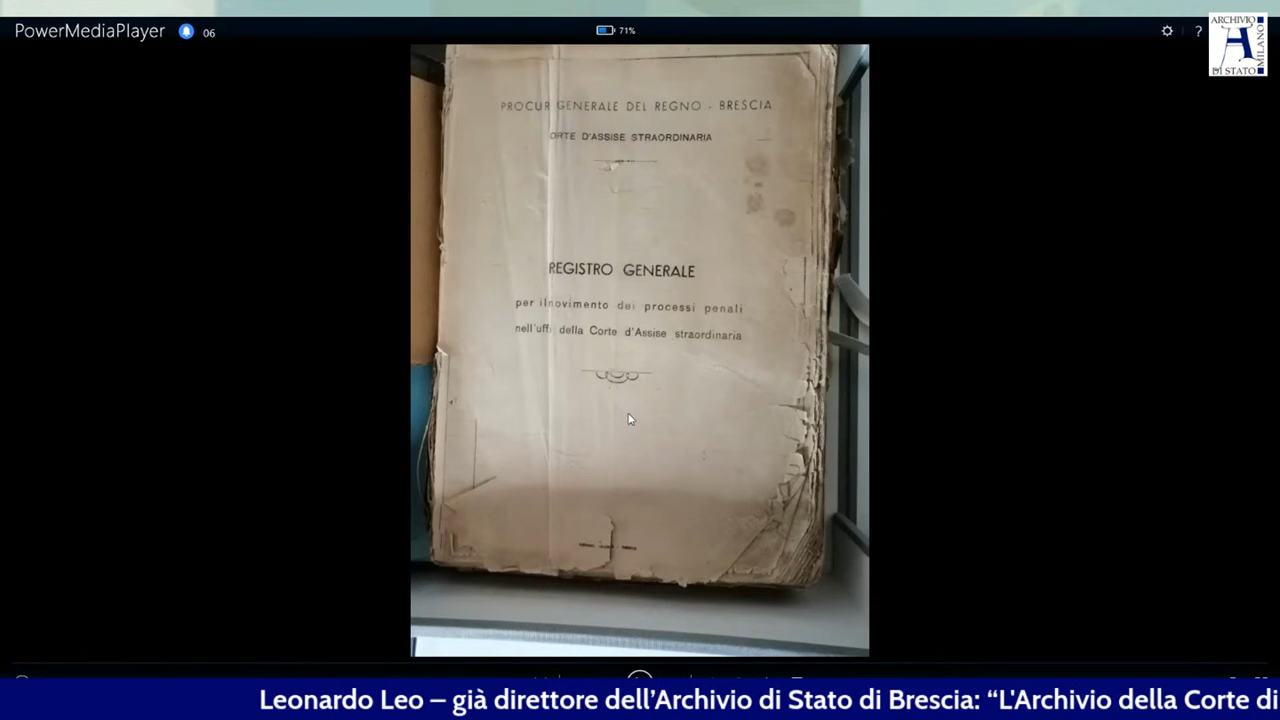 PowerMediaPlayer 06 71% ?
ARCHIVIO
DI STATO
MILANO
PROCUR GENERALE DEL REGNO - BRESCIA
ORTE D'ASSISE STRAORDINARIA
REGISTRO GENERALE
per il movimento dei processi penali
nell'uffi della Corte d'Assise straordinaria
Leonardo Leo – già direttore dell'Archivio di Stato di Brescia: “L'Archivio della Corte di